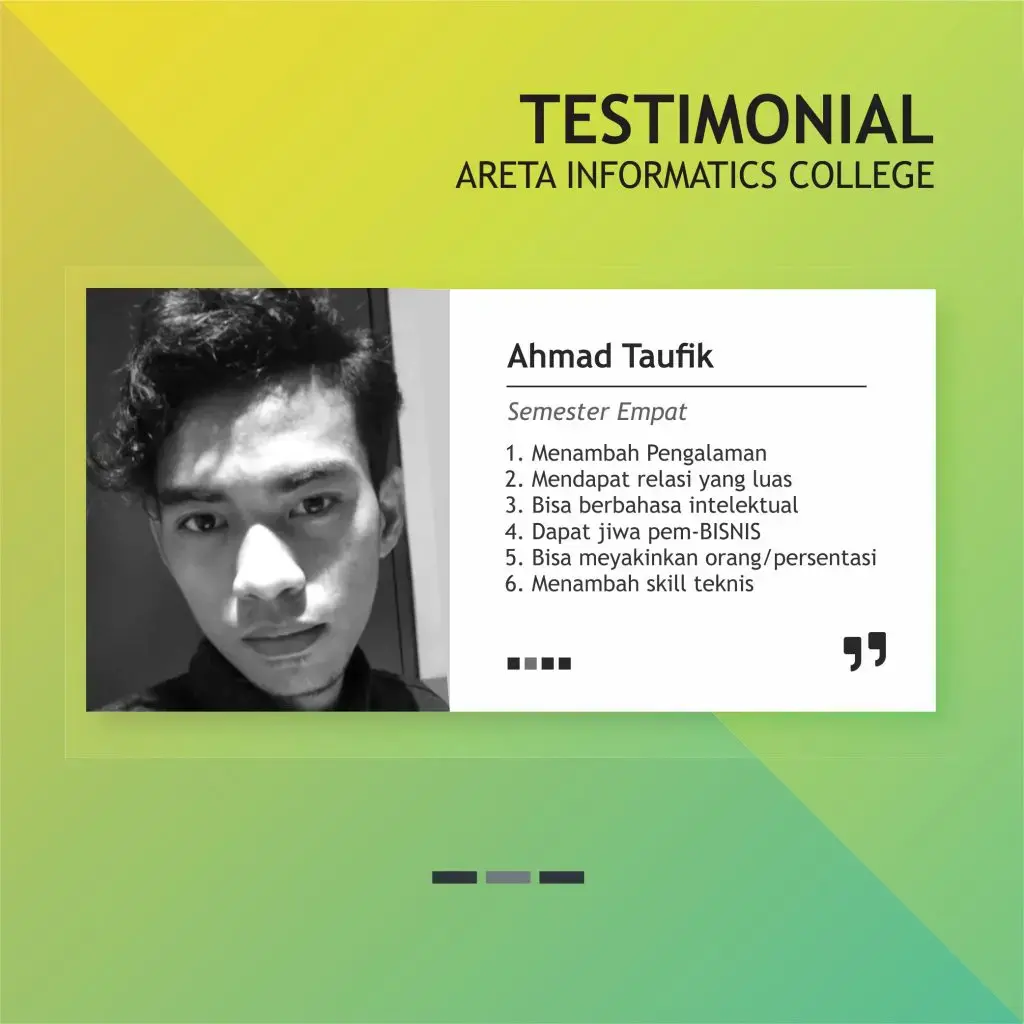 TESTIMONIAL
ARETA INFORMATICS COLLEGE
Ahmad Taufik
Semester Empat
1. Menambah Pengalaman
2. Mendapat relasi yang luas
3. Bisa berbahasa intelektual
4. Dapat jiwa pem-BISNIS
5. Bisa meyakinkan orang/persentasi
6. Menambah skill teknis
”